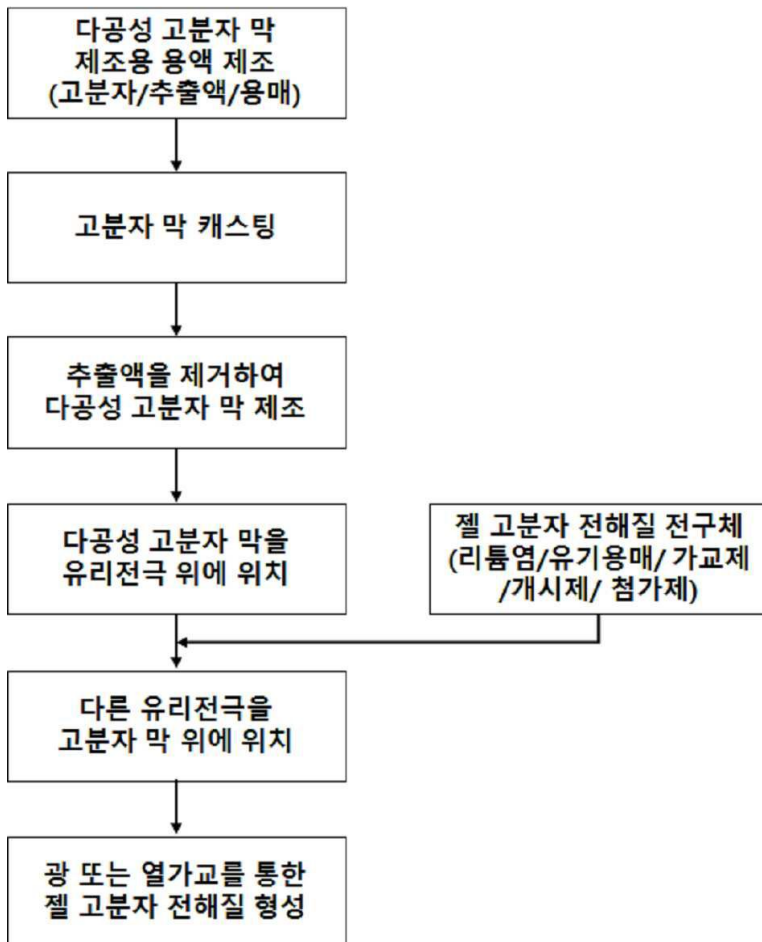 다공성 고분자 막
제조용 용액 제조
(고분자/추출액/용매)
고분자 막 캐스팅
추출액을 제거하여
다공성 고분자 막 제조
다공성 고분자 막을
유리전극 위에 위치
젤 고분자 전해질 전구체
(리튬염/유기용매/ 가교제
/개시제/ 첨가제)
다른 유리전극을
고분자 막 위에 위치
광 또는 열가교를 통한
젤 고분자 전해질 형성